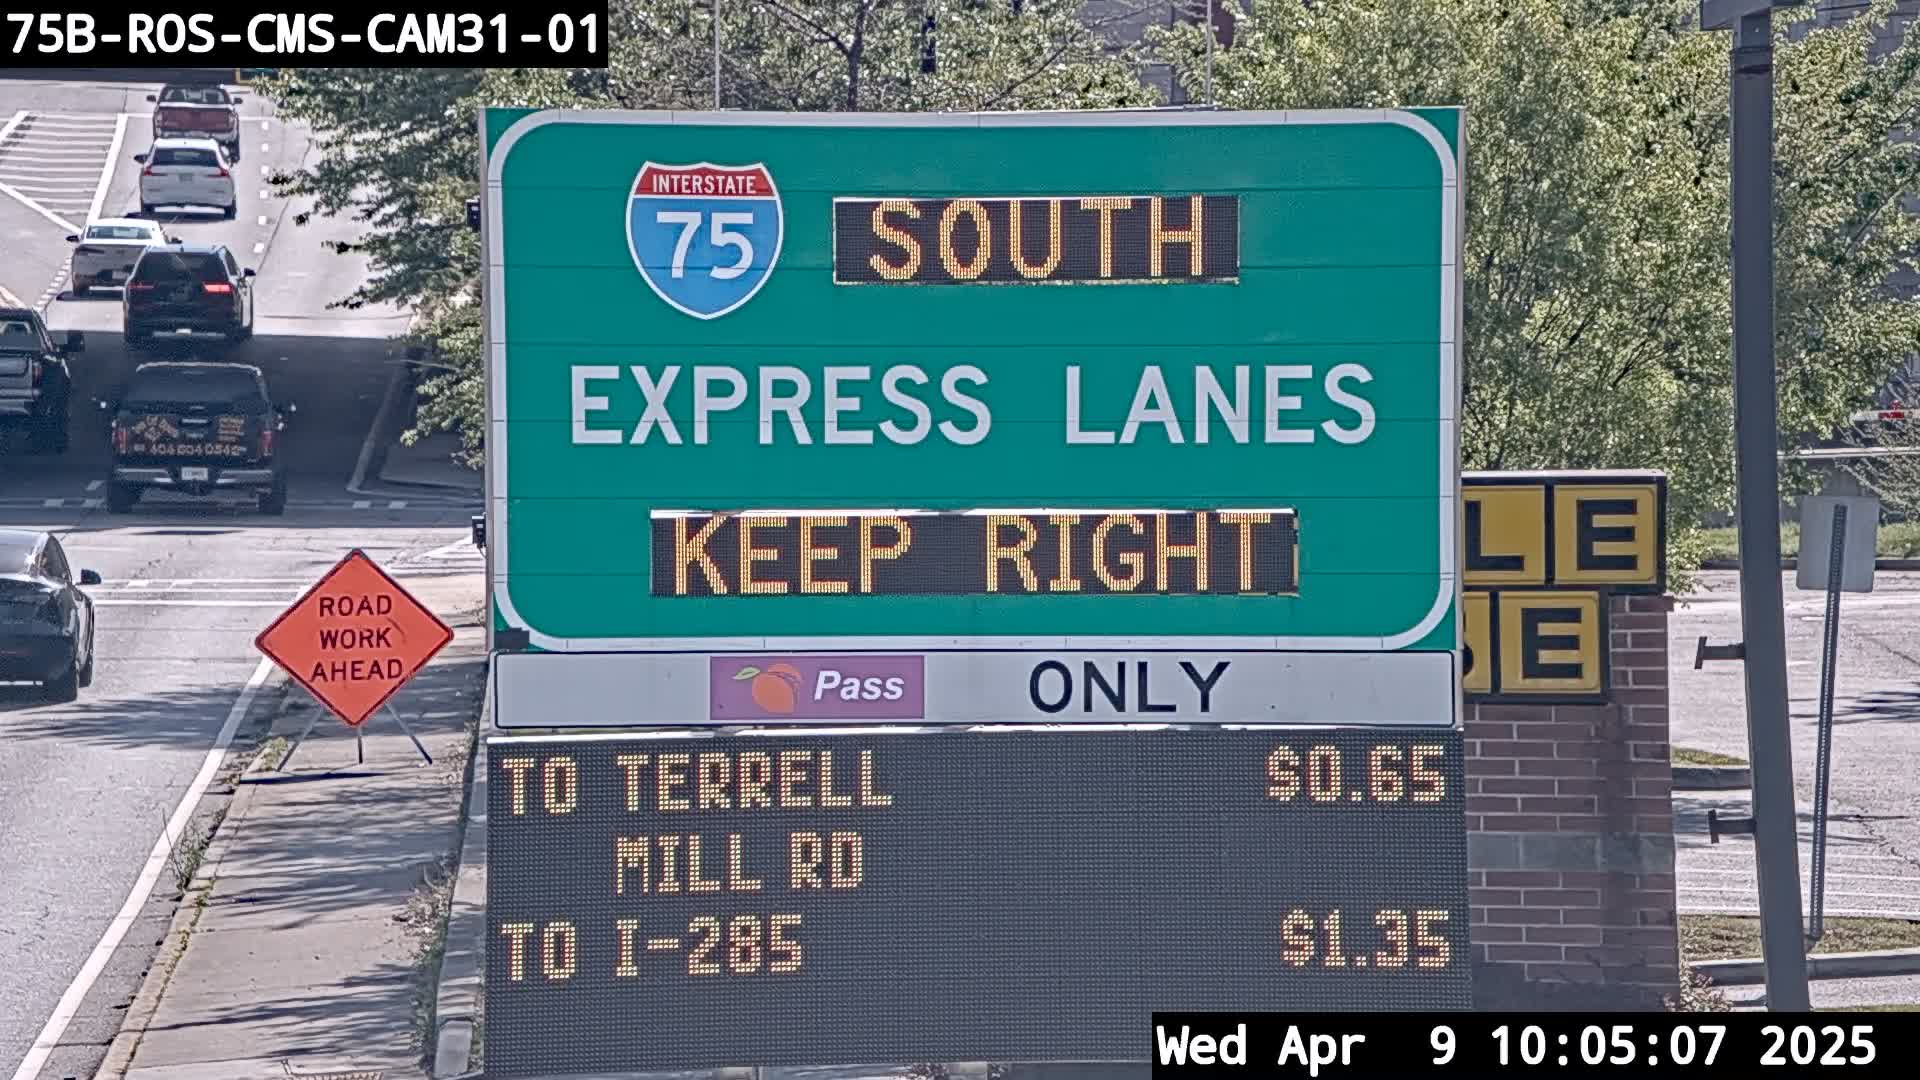 75B-ROS-CMS-CAM31-01
INTERSTATE
75
SOUTH
EXPRESS LANES
KEEP RIGHT
Pass ONLY
TO TERRELL $0.65
MILL RD
TO I-285 $1.35
ROAD
WORK
AHEAD
LE
E
Wed Apr 9 10:05:07 2025